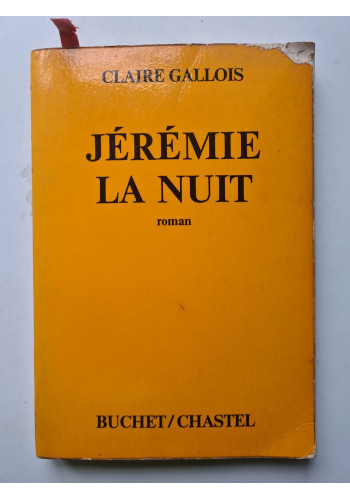 CLAIRE GALLOIS
JÉRÉMIE
LA NUIT
roman
BUCHET/CHASTEL